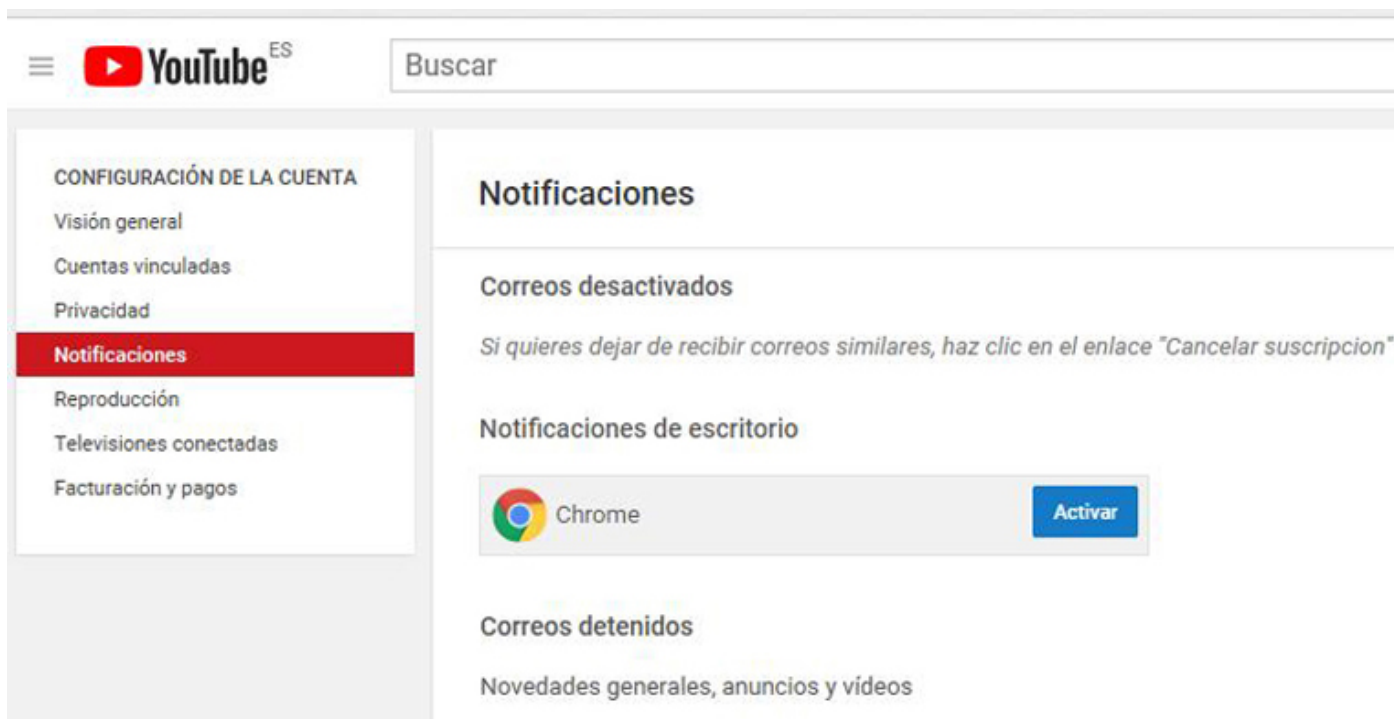 YouTube ES
Buscar
CONFIGURACIÓN DE LA CUENTA
Visión general
Cuentas vinculadas
Privacidad
Notificaciones
Reproducción
Televisiones conectadas
Facturación y pagos
Notificaciones
Correos desactivados
Si quieres dejar de recibir correos similares, haz clic en el enlace "Cancelar suscripcion"
Notificaciones de escritorio
Chrome
Activar
Correos detenidos
Novedades generales, anuncios y vídeos